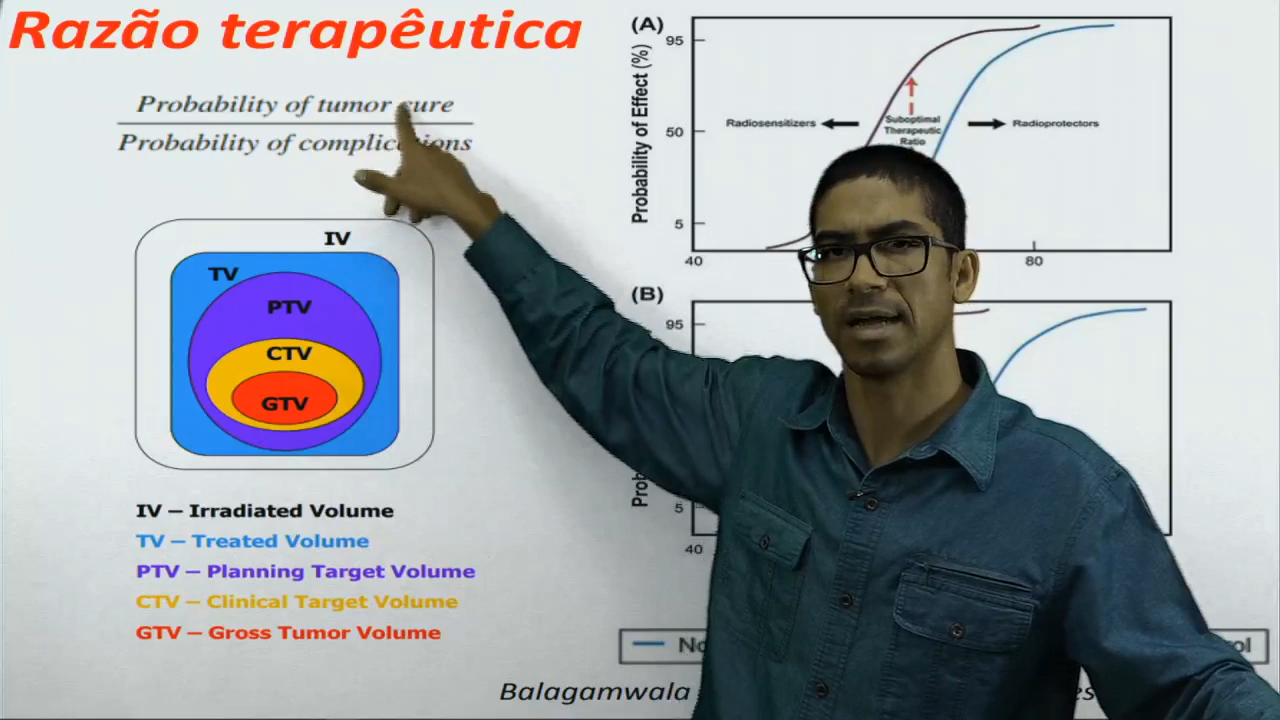 Razão terapêutica
Probability of tumor cure
Probability of complications
IV
TV
PTV
CTV
GTV
IV – Irradiated Volume
TV – Treated Volume
PTV – Planning Target Volume
CTV – Clinical Target Volume
GTV – Gross Tumor Volume
(A)
Probability of Effect (%)
95
50
5
40
80
Radiosensitizers
Suboptimal
Therapeutic
Ratio
Radioprotectors
(B)
95
5
40
Balagamwala